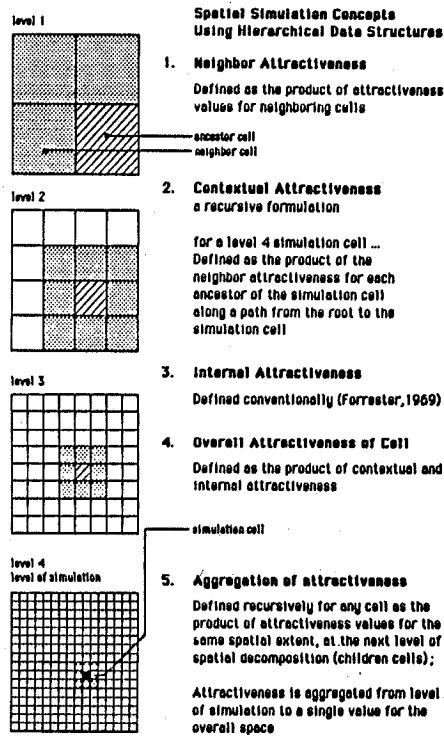 level 1
Spatial Simulation Concepts
Using Hierarchical Data Structures
1. Neighbor Attractiveness
Defined as the product of attractiveness
values for neighboring cells
ancestor cell
neighbor cell
level 2
2. Contextual Attractiveness
a recursive formulation
for a level 4 simulation cell ...
Defined as the product of the
neighbor attractiveness for each
ancestor of the simulation cell
along a path from the root to the
simulation cell
level 3
3. Internal Attractiveness
Defined conventionally (Forrester,1969)
4. Overall Attractiveness of Cell
Defined as the product of contextual and
internal attractiveness
simulation cell
level 4
level of simulation
5. Aggregation of attractiveness
Defined recursively for any cell as the
product of attractiveness values for the
same spatial extent, at the next level of
spatial decomposition (children cells);
Attractiveness is aggregated from level
of simulation to a single value for the
overall space